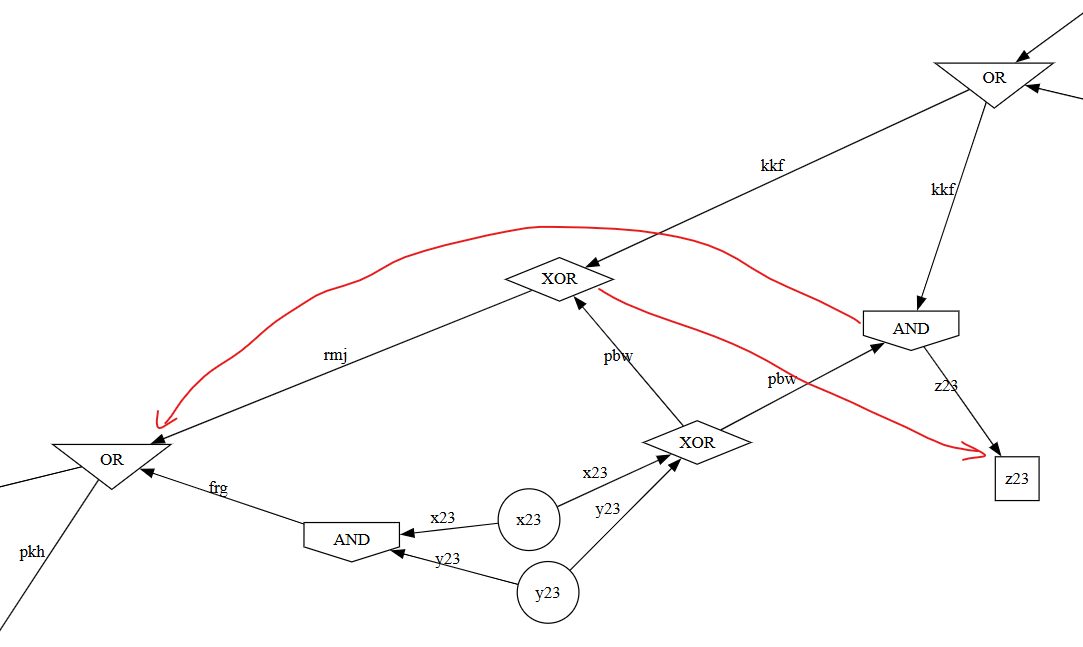 OR
kkf
kkf
XOR
AND
rmj
pbw
pbw
z23
XOR
OR
x23
z23
frg
x23
x23
y23
AND
pkh
y23
y23